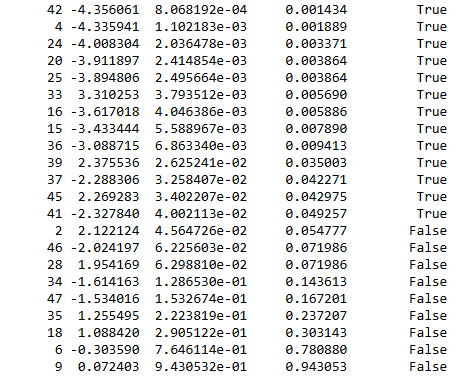 42 -4.356061 8.068192e-04 0.001434 True
4 -4.335941 1.102183e-03 0.001889 True
24 -4.008304 2.036478e-03 0.003371 True
20 -3.911897 2.414854e-03 0.003864 True
25 -3.894806 2.495664e-03 0.003864 True
33 3.310253 3.793512e-03 0.005690 True
16 -3.617018 4.046386e-03 0.005886 True
15 -3.433444 5.588967e-03 0.007890 True
36 -3.088715 6.863340e-03 0.009413 True
39 2.375536 2.625241e-02 0.035003 True
37 -2.288306 3.258407e-02 0.042271 True
45 2.269283 3.402207e-02 0.042975 True
41 -2.327840 4.002113e-02 0.049257 True
2 2.122124 4.564726e-02 0.054777 False
46 -2.024197 6.225603e-02 0.071986 False
28 1.954169 6.298810e-02 0.071986 False
34 -1.614163 1.286530e-01 0.143613 False
47 -1.534016 1.532674e-01 0.167201 False
35 1.255495 2.223819e-01 0.237207 False
18 1.088420 2.905122e-01 0.303143 False
6 -0.303590 7.646114e-01 0.780880 False
9 0.072403 9.430532e-01 0.943053 False